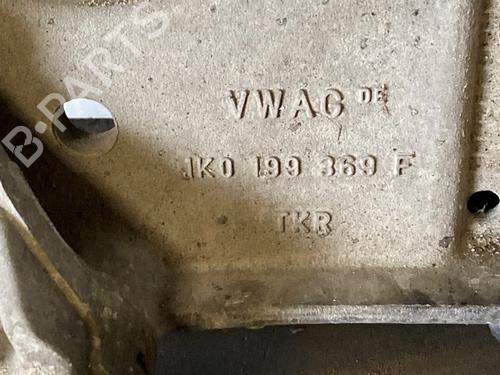 B-PARTS
VWAG DE
1K0 199 369 F
TKR